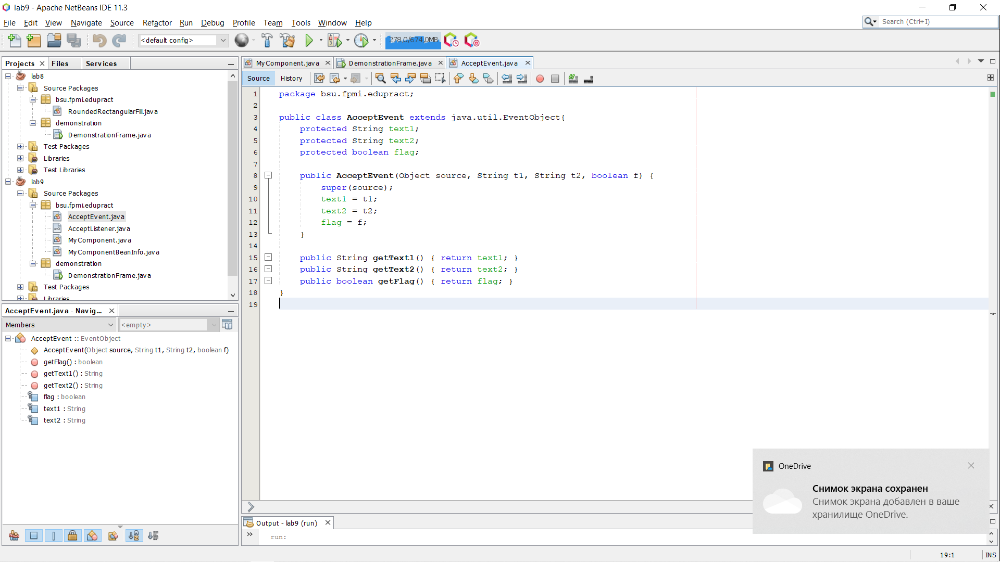 lab9 - Apache NetBeans IDE 11.3
File Edit View Navigate Source Refactor Run Debug Profile Team Tools Window Help
Search (Ctrl+I)
<default config>
278,0/674,0MB
Projects Files Services
MyComponent.java DemonstrationFrame.java AcceptEvent.java
Source History
lab8
Source Packages
bsu.fpmi.edupract
RoundedRectangularFill.java
demonstration
DemonstrationFrame.java
Test Packages
Libraries
Test Libraries
lab9
Source Packages
bsu.fpmi.edupract
AcceptEvent.java
AcceptListener.java
MyComponent.java
MyComponentBeanInfo.java
demonstration
DemonstrationFrame.java
Test Packages
Libraries
1 package bsu.fpmi.edupract;
2
3 public class AcceptEvent extends java.util.EventObject{
4 protected String text1;
5 protected String text2;
6 protected boolean flag;
7
8 public AcceptEvent(Object source, String t1, String t2, boolean f) {
9 super(source);
10 text1 = t1;
11 text2 = t2;
12 flag = f;
13 }
14
15 public String getText1() { return text1; }
16 public String getText2() { return text2; }
17 public boolean getFlag() { return flag; }
18 }
19
AcceptEvent.java - Navig...
Members <empty>
AcceptEvent :: EventObject
AcceptEvent(Object source, String t1, String t2, boolean f)
getFlag() : boolean
getText1() : String
getText2() : String
flag : boolean
text1 : String
text2 : String
Output - lab9 (run)
run:
OneDrive
Снимок экрана сохранен
Снимок экрана добавлен в ваше
хранилище OneDrive.
19:1 INS